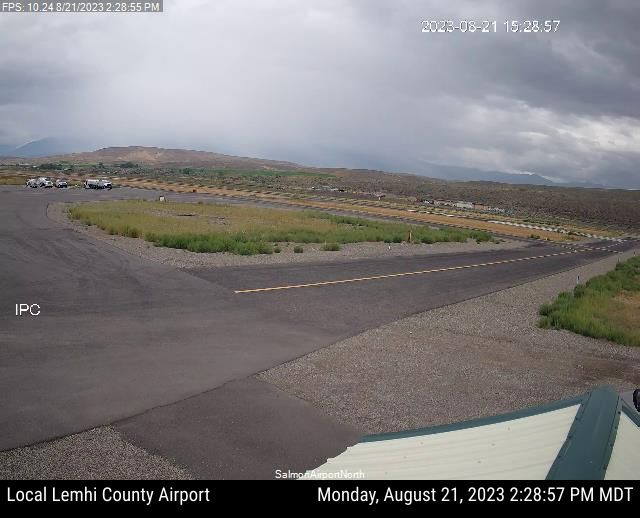 FPS: 10.24 8/21/2023 2:28:55 PM
2023-08-21 15:28:57
IPC
SalmonAirportNorth
Local Lemhi County Airport
Monday, August 21, 2023 2:28:57 PM MDT